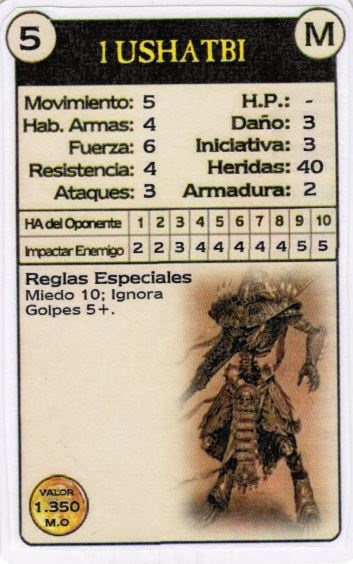 5
1 USHATBI
M
Movimiento: 5 H.P.: -
Hab. Armas: 4 Daño: 3
Fuerza: 6 Iniciativa: 3
Resistencia: 4 Heridas: 40
Ataques: 3 Armadura: 2
HA del Oponente 1 2 3 4 5 6 7 8 9 10
Impactar Enemigo 2 2 3 4 4 4 4 4 5 5
Reglas Especiales
Miedo 10; Ignora
Golpes 5+.
VALOR
1.350
M.O